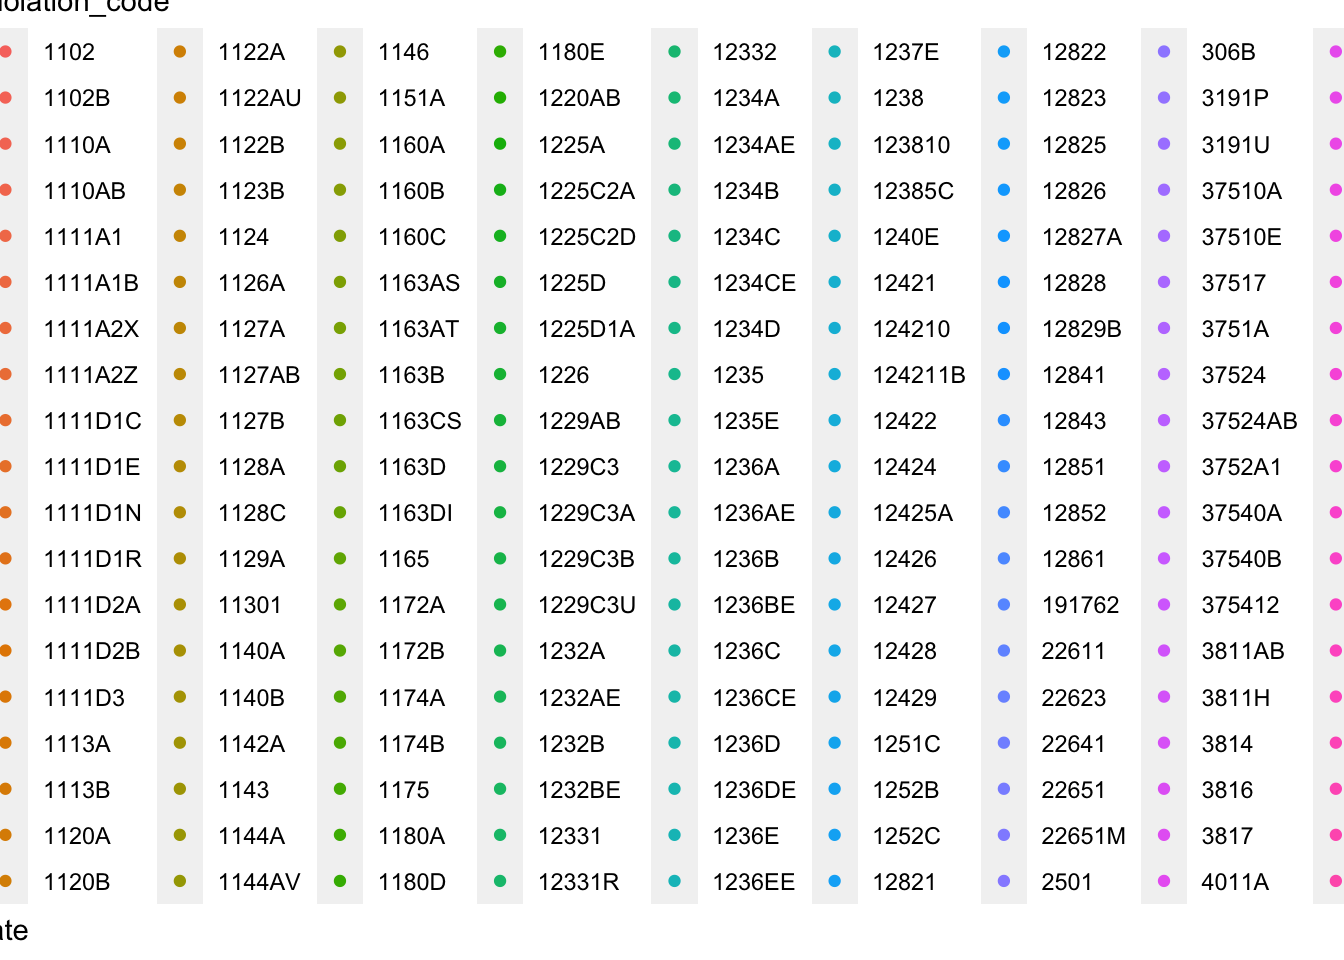 olation_code
1102 1122A 1146 1180E 12332 1237E 12822 306B
1102B 1122AU 1151A 1220AB 1234A 1238 12823 3191P
1110A 1122B 1160A 1225A 1234AE 123810 12825 3191U
1110AB 1123B 1160B 1225C2A 1234B 12385C 12826 37510A
1111A1 1124 1160C 1225C2D 1234C 1240E 12827A 37510E
1111A1B 1126A 1163AS 1225D 1234CE 12421 12828 37517
1111A2X 1127A 1163AT 1225D1A 1234D 124210 12829B 3751A
1111A2Z 1127AB 1163B 1226 1235 124211B 12841 37524
1111D1C 1127B 1163CS 1229AB 1235E 12422 12843 37524AB
1111D1E 1128A 1163D 1229C3 1236A 12424 12851 3752A1
1111D1N 1128C 1163DI 1229C3A 1236AE 12425A 12852 37540A
1111D1R 1129A 1165 1229C3B 1236B 12426 12861 37540B
1111D2A 11301 1172A 1229C3U 1236BE 12427 191762 375412
1111D2B 1140A 1172B 1232A 1236C 12428 22611 3811AB
1111D3 1140B 1174A 1232AE 1236CE 12429 22623 3811H
1113A 1142A 1174B 1232B 1236D 1251C 22641 3814
1113B 1143 1175 1232BE 1236DE 1252B 22651 3816
1120A 1144A 1180A 12331 1236E 1252C 22651M 3817
1120B 1144AV 1180D 12331R 1236EE 12821 2501 4011A
ate